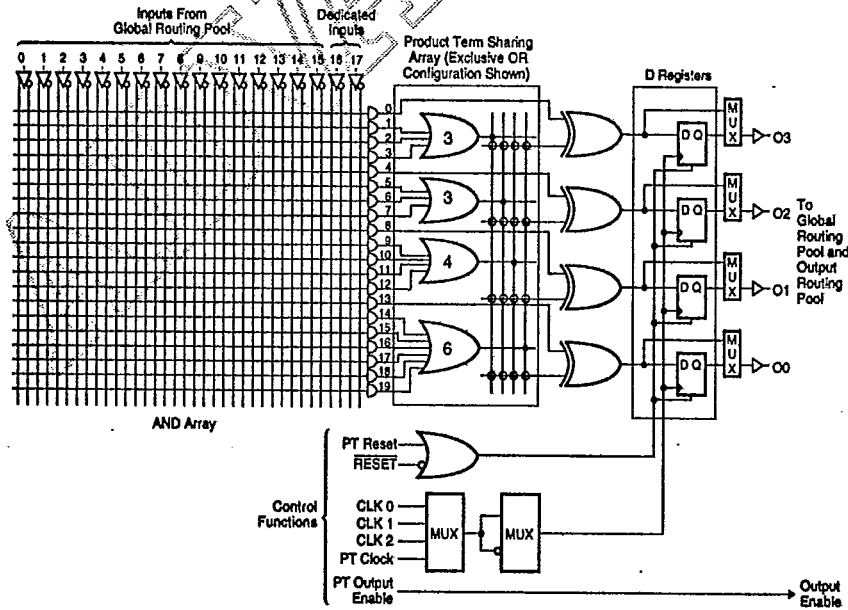 Inputs From
Global Routing Pool
Dedicated
Inputs
0 1 2 3 4 5 6 7 8 9 10 11 12 13 14 15 16 17
Product Term Sharing
Array (Exclusive OR
Configuration Shown)
D Registers
0
1
2
3
4
5
6
7
8
9
10
11
12
13
14
15
16
17
18
19
3
3
4
6
D Q
D Q
D Q
D Q
MUX
MUX
MUX
MUX
O3
O2
O1
O0
To
Global
Routing
Pool and
Output
Routing
Pool
AND Array
Control
Functions
PT Reset
RESET
CLK 0
CLK 1
CLK 2
PT Clock
MUX
MUX
PT Output
Enable
Output
Enable